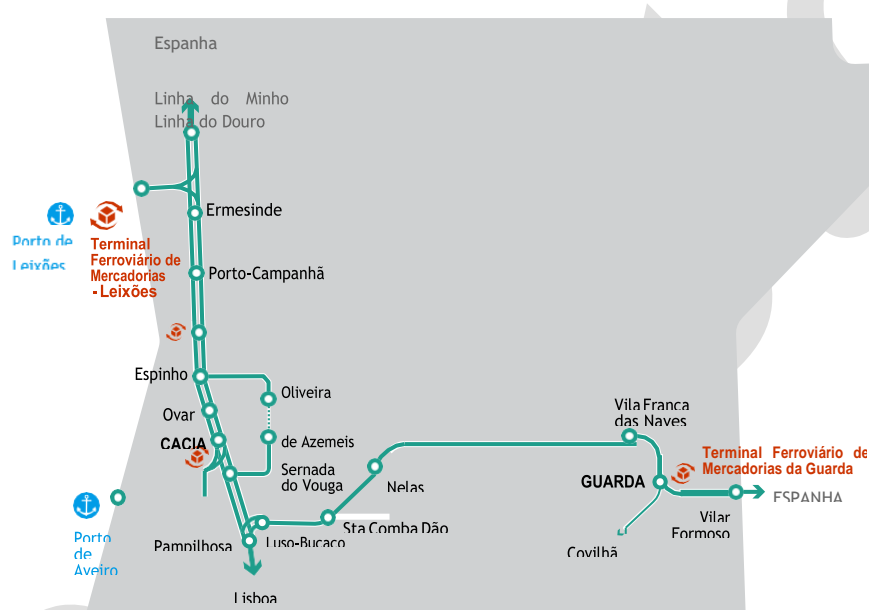 Espanha
Linha do Minho
Linha do Douro
Ermesinde
Porto de
Leixões
Terminal
Ferroviário de
Mercadorias
- Leixões
Porto-Campanhã
Espinho
Oliveira
Ovar
CACIA
de Azemeis
Sernada
do Vouga
Vila Franca
das Naves
Terminal Ferroviário de
Mercadorias da Guarda
GUARDA
Nelas
ESPANHA
Vilar
Formoso
Sta Comba Dão
Porto
de
Aveiro
Pampilhosa
Luso-Buçaco
Covilhã
Lisboa